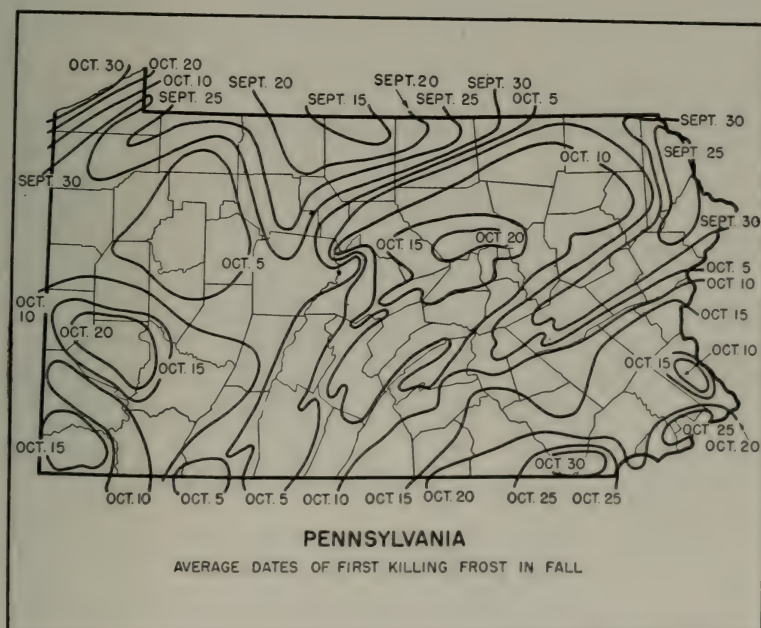 OCT. 30
OCT. 20
OCT. 10
SEPT. 25
SEPT. 20
SEPT. 15
SEPT. 20
SEPT. 25
SEPT. 30
OCT. 5
SEPT. 30
SEPT 25
OCT. 10
SEPT. 30
SEPT. 30
OCT. 15
OCT. 20
OCT. 5
OCT. 5
OCT. 10
OCT. 15
OCT. 10
OCT. 20
OCT. 15
OCT. 15
OCT. 10
OCT. 15
OCT. 25
OCT. 20
OCT. 30
OCT. 10
OCT. 5
OCT. 5
OCT. 10
OCT. 15
OCT. 20
OCT. 25
OCT. 25
PENNSYLVANIA
AVERAGE DATES OF FIRST KILLING FROST IN FALL